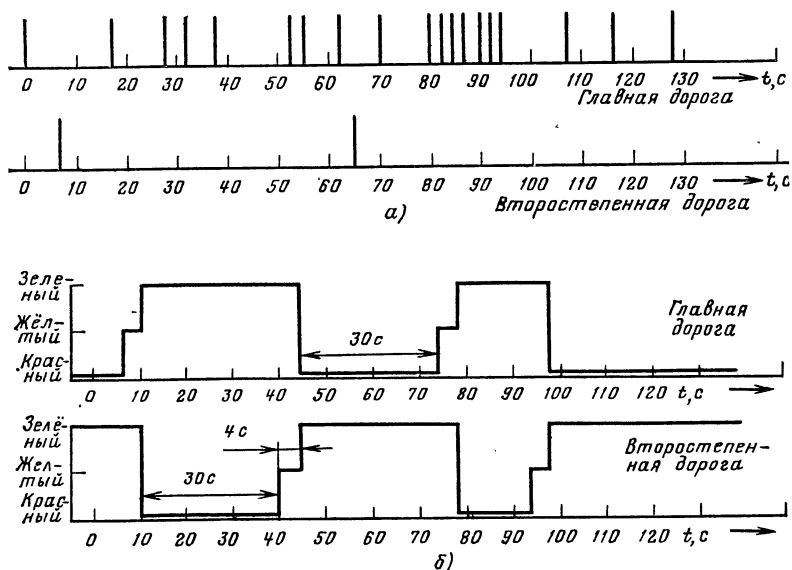 0 10 20 30 40 50 60 70 80 90 100 110 120 130 t,с
Главная дорога
0 10 20 30 40 50 60 70 80 90 100 110 120 130 t,с
а) Второствпенная дорога
Зеле-
ный
Жёл-
тый
Крас-
ный
30с
Главная
дорога
0 10 20 30 40 50 60 70 80 90 100 110 120 t,с
Зелё-
ный
Жел-
тый
Крас-
ный
4с
30с
Второстепен-
ная дорога
0 10 20 30 40 50 60 70 80 90 100 110 120 t,с
б)